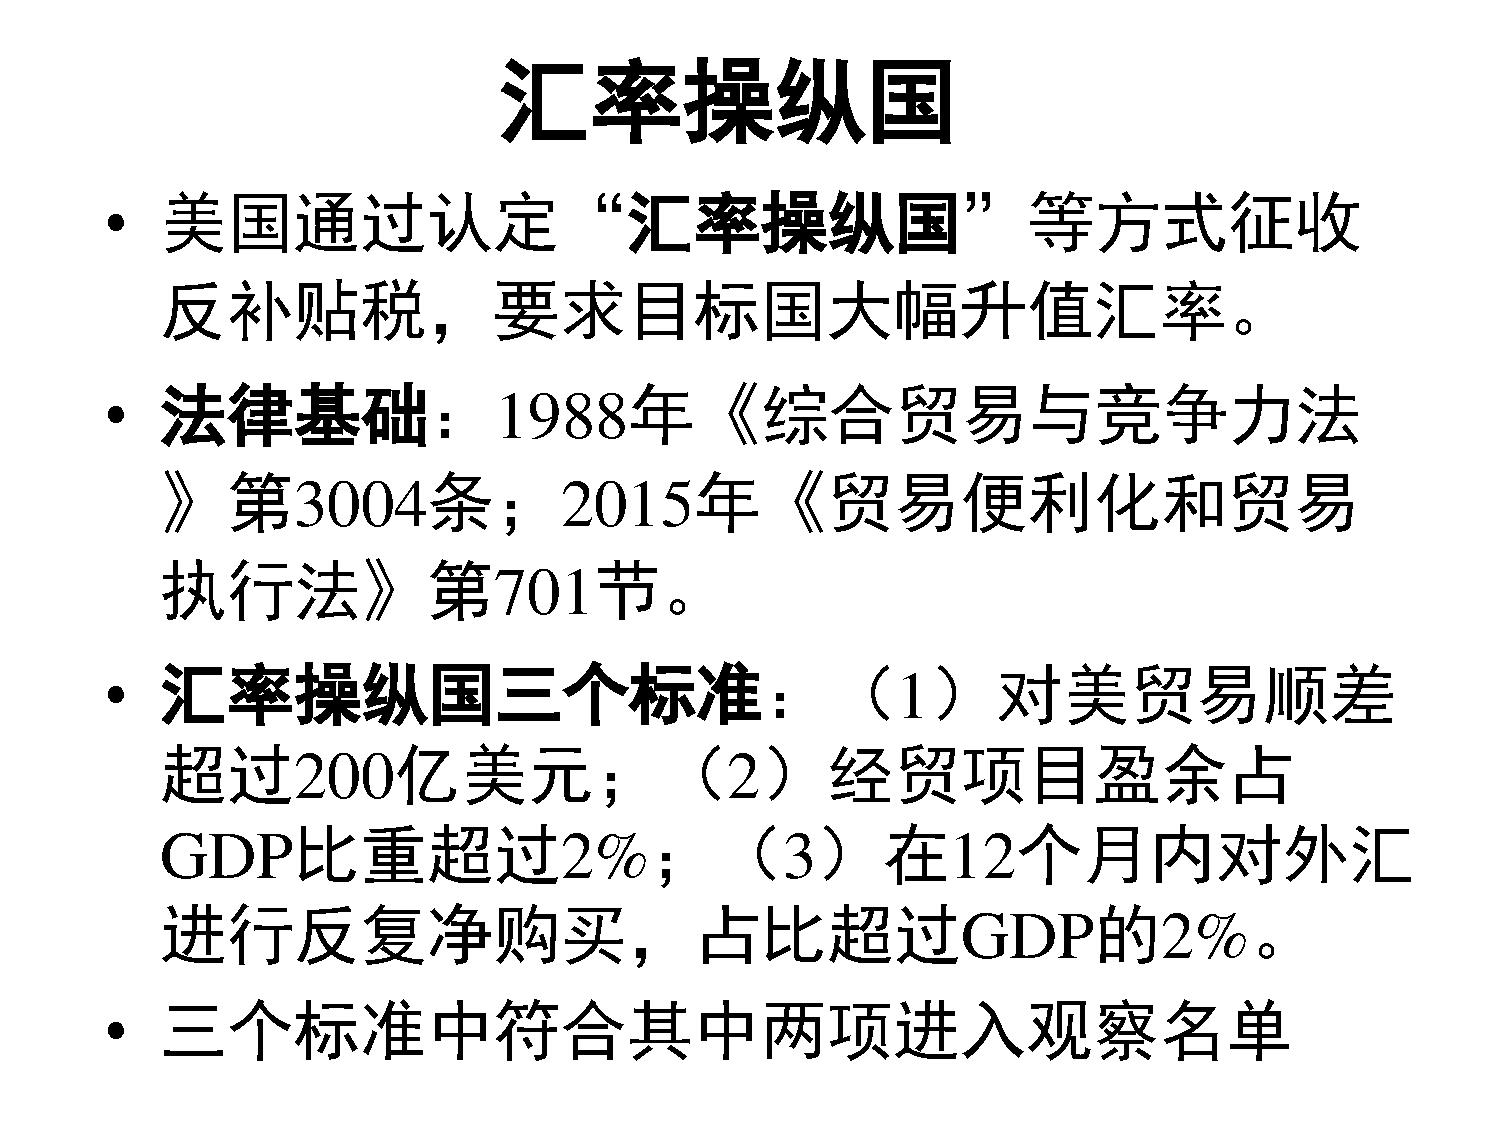 汇率操纵国
• 美国通过认定“汇率操纵国”等方式征收
反补贴税，要求目标国大幅升值汇率。
• 法律基础：1988年《综合贸易与竞争力法
》第3004条；2015年《贸易便利化和贸易
执行法》第701节。
• 汇率操纵国三个标准：（1）对美贸易顺差
超过200亿美元；（2）经贸项目盈余占
GDP比重超过2%；（3）在12个月内对外汇
进行反复净购买，占比超过GDP的2%。
• 三个标准中符合其中两项进入观察名单